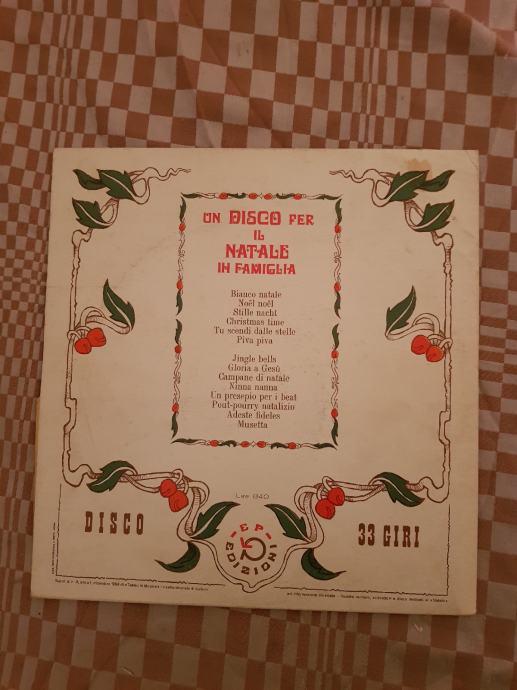 UN DISCO PER
IL
NATALE
IN FAMIGLIA
Bianco natale
Noël noël
Stille nacht
Christmas time
Tu scendi dalle stelle
Piva piva
Jingle bells
Gloria a Gesù
Campane di natale
Ninna nanna
Un presepio per i beat
Pout-pourry natalizio
Adeste fideles
Musetta
Lire 840
DISCO
EP
EDIZIONI
33 GIRI